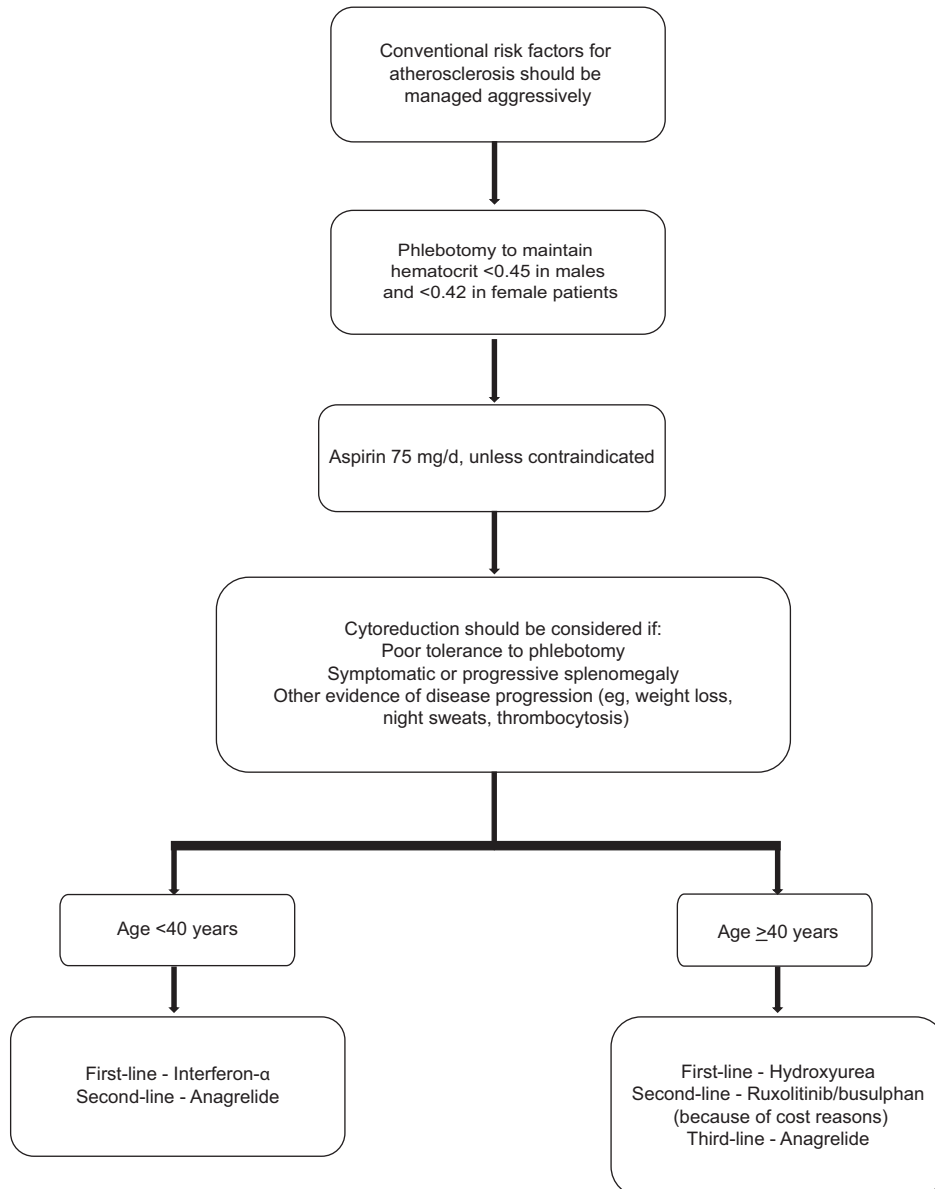 Conventional risk factors for
atherosclerosis should be
managed aggressively
Phlebotomy to maintain
hematocrit <0.45 in males
and <0.42 in female patients
Aspirin 75 mg/d, unless contraindicated
Cytoreduction should be considered if:
Poor tolerance to phlebotomy
Symptomatic or progressive splenomegaly
Other evidence of disease progression (eg, weight loss,
night sweats, thrombocytosis)
Age <40 years
Age ≥40 years
First-line - Interferon-α
Second-line - Anagrelide
First-line - Hydroxyurea
Second-line - Ruxolitinib/busulphan
(because of cost reasons)
Third-line - Anagrelide